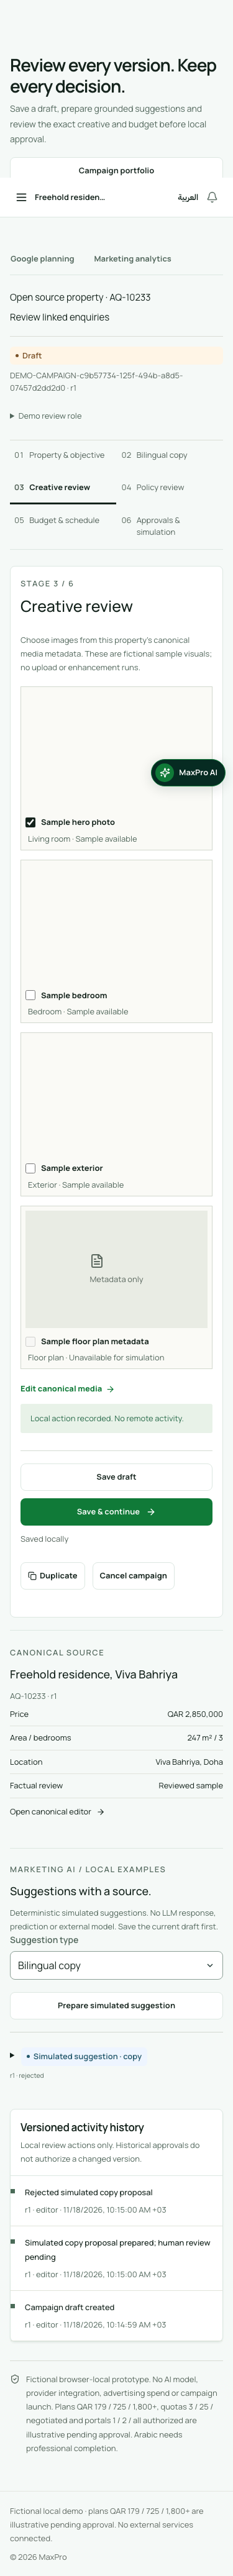 Review every version. Keep
every decision.
Save a draft, prepare grounded suggestions and
review the exact creative and budget before local
approval.
Campaign portfolio
Freehold residen...
العربية
Google planning
Marketing analytics
Open source property · AQ-10233
Review linked enquiries
Draft
DEMO-CAMPAIGN-c9b57734-125f-494b-a8d5-
07457d2dd2d0 · r1
Demo review role
01 Property & objective
02 Bilingual copy
03 Creative review
04 Policy review
05 Budget & schedule
06 Approvals &
simulation
STAGE 3 / 6
Creative review
Choose images from this property's canonical
media metadata. These are fictional sample visuals;
no upload or enhancement runs.
MaxPro AI
Sample hero photo
Living room · Sample available
Sample bedroom
Bedroom · Sample available
Sample exterior
Exterior · Sample available
Metadata only
Sample floor plan metadata
Floor plan · Unavailable for simulation
Edit canonical media
Local action recorded. No remote activity.
Save draft
Save & continue
Saved locally
Duplicate
Cancel campaign
CANONICAL SOURCE
Freehold residence, Viva Bahriya
AQ-10233 · r1
Price QAR 2,850,000
Area / bedrooms 247 m² / 3
Location Viva Bahriya, Doha
Factual review Reviewed sample
Open canonical editor
MARKETING AI / LOCAL EXAMPLES
Suggestions with a source.
Deterministic simulated suggestions. No LLM response,
prediction or external model. Save the current draft first.
Suggestion type
Bilingual copy
Prepare simulated suggestion
Simulated suggestion · copy
r1 · rejected
Versioned activity history
Local review actions only. Historical approvals do
not authorize a changed version.
Rejected simulated copy proposal
r1 · editor · 11/18/2026, 10:15:00 AM +03
Simulated copy proposal prepared; human review
pending
r1 · editor · 11/18/2026, 10:15:00 AM +03
Campaign draft created
r1 · editor · 11/18/2026, 10:14:59 AM +03
Fictional browser-local prototype. No AI model,
provider integration, advertising spend or campaign
launch. Plans QAR 179 / 725 / 1,800+, quotas 3 / 25 /
negotiated and portals 1 / 2 / all authorized are
illustrative pending approval. Arabic needs
professional completion.
Fictional local demo · plans QAR 179 / 725 / 1,800+ are
illustrative pending approval. No external services
connected.
© 2026 MaxPro